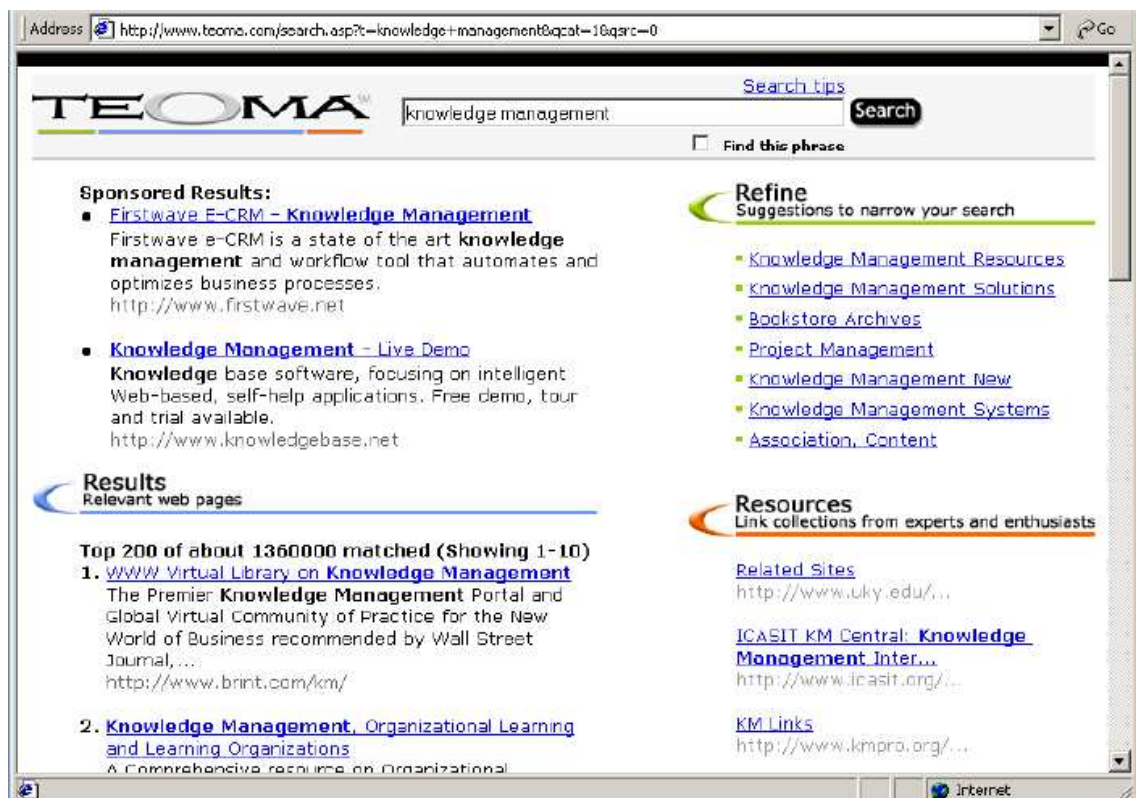 Address http://www.teoma.com/search.asp?t=knowledge+management&qcat=1&qsrc=0 Go
Search tips
TEOMA
knowledge management Search
Find this phrase
Sponsored Results:
Firstwave E-CRM - Knowledge Management
Firstwave e-CRM is a state of the art knowledge
management and workflow tool that automates and
optimizes business processes.
http://www.firstwave.net
Knowledge Management - Live Demo
Knowledge base software, focusing on intelligent
Web-based, self-help applications. Free demo, tour
and trial available.
http://www.knowledgebase.net
Results
Relevant web pages
Top 200 of about 1360000 matched (Showing 1-10)
1. WWW Virtual Library on Knowledge Management
The Premier Knowledge Management Portal and
Global Virtual Community of Practice for the New
World of Business recommended by Wall Street
Journal,...
http://www.brint.com/km/
2. Knowledge Management, Organizational Learning
and Learning Organizations
A Comprehensive resource on Organizational
Refine
Suggestions to narrow your search
Knowledge Management Resources
Knowledge Management Solutions
Bookstore Archives
Project Management
Knowledge Management New
Knowledge Management Systems
Association, Content
Resources
Link collections from experts and enthusiasts
Related Sites
http://www.uky.edu/...
ICASIT KM Central: Knowledge
Management Inter...
http://www.icasit.org/...
KM Links
http://www.kmpro.org/...
Internet